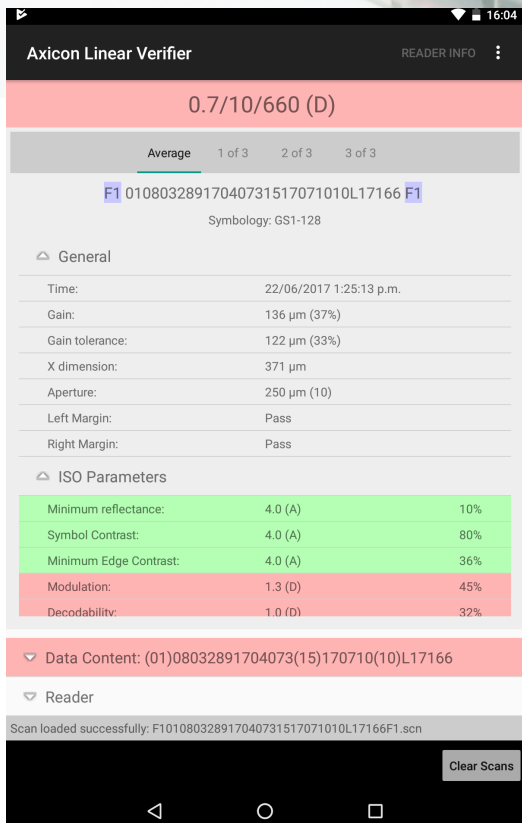 16:04
Axicon Linear Verifier READER INFO
0.7/10/660 (D)
Average 1 of 3 2 of 3 3 of 3
F1 01080328917040731517071010L17166 F1
Symbology: GS1-128
General
Time: 22/06/2017 1:25:13 p.m.
Gain: 136 µm (37%)
Gain tolerance: 122 µm (33%)
X dimension: 371 µm
Aperture: 250 µm (10)
Left Margin: Pass
Right Margin: Pass
ISO Parameters
Minimum reflectance: 4.0 (A) 10%
Symbol Contrast: 4.0 (A) 80%
Minimum Edge Contrast: 4.0 (A) 36%
Modulation: 1.3 (D) 45%
Decodability: 1.0 (D) 32%
Data Content: (01)08032891704073(15)170710(10)L17166
Reader
Scan loaded successfully: F101080328917040731517071010L17166F1.scn
Clear Scans